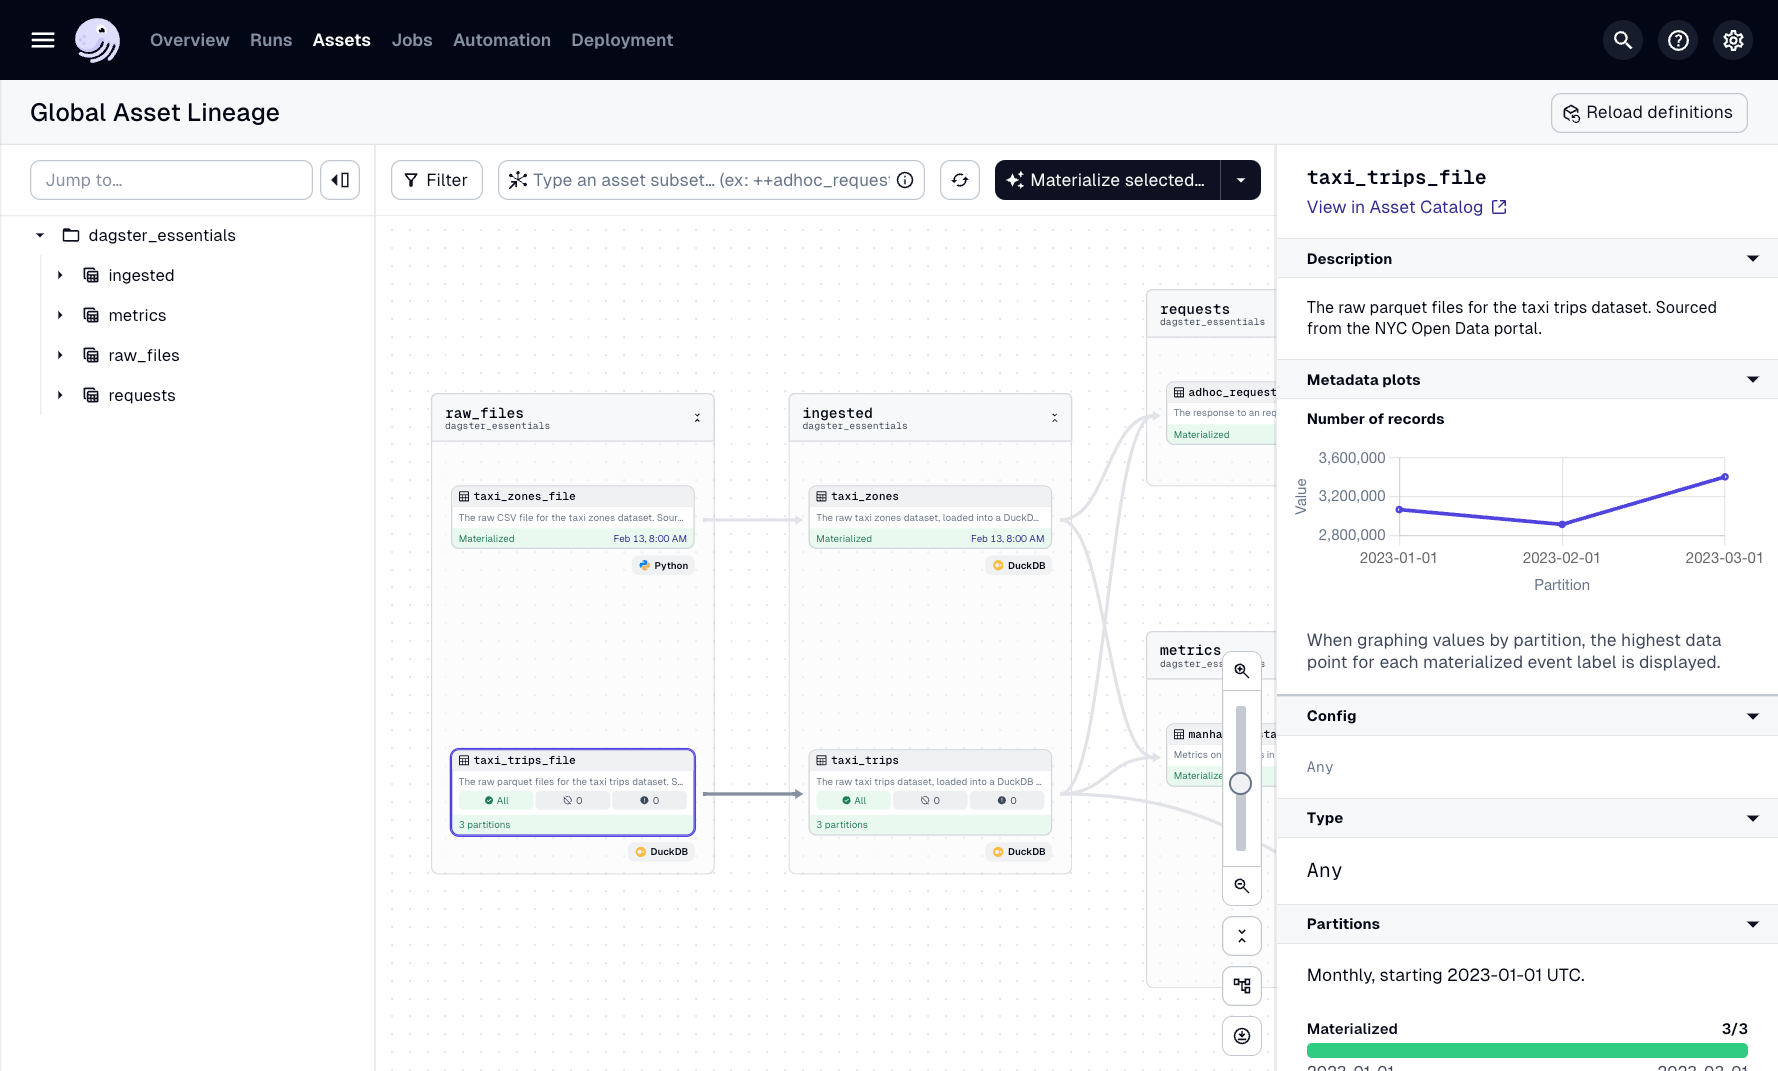 Overview Runs Assets Jobs Automation Deployment
Global Asset Lineage
Reload definitions
Jump to…
Filter
Type an asset subset… (ex: ++adhoc_request
Materialize selected…
dagster_essentials
ingested
metrics
raw_files
requests
raw_files
dagster_essentials
taxi_zones_file
The raw CSV file for the taxi zones dataset. Sour…
Materialized Feb 13, 8:00 AM
Python
taxi_trips_file
The raw parquet files for the taxi trips dataset. S…
All 0 0
3 partitions
DuckDB
ingested
dagster_essentials
taxi_zones
The raw taxi zones dataset, loaded into a DuckD…
Materialized Feb 13, 8:00 AM
DuckDB
taxi_trips
The raw taxi trips dataset, loaded into a DuckDB …
All 0 0
3 partitions
DuckDB
requests
dagster_essentials
adhoc_request
The response to an req
Materialized
metrics
dagster_es
manha
Metrics on
Materialize
taxi_trips_file
View in Asset Catalog
Description
The raw parquet files for the taxi trips dataset. Sourced
from the NYC Open Data portal.
Metadata plots
Number of records
3,600,000
3,200,000
2,800,000
Value
2023-01-01 2023-02-01 2023-03-01
Partition
When graphing values by partition, the highest data
point for each materialized event label is displayed.
Config
Any
Type
Any
Partitions
Monthly, starting 2023-01-01 UTC.
Materialized 3/3
2023-01-01 2023-03-01